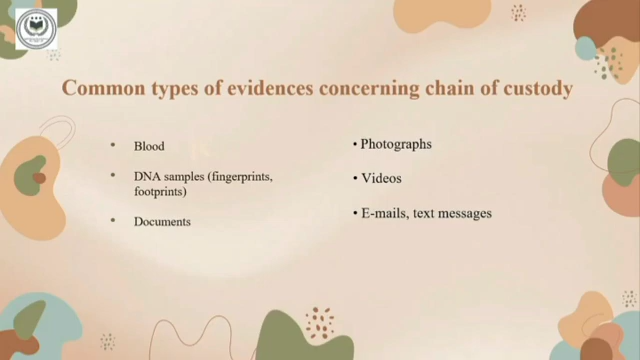 Common types of evidences concerning chain of custody
• Blood
• DNA samples (fingerprints,
footprints)
• Documents
• Photographs
• Videos
• E-mails, text messages